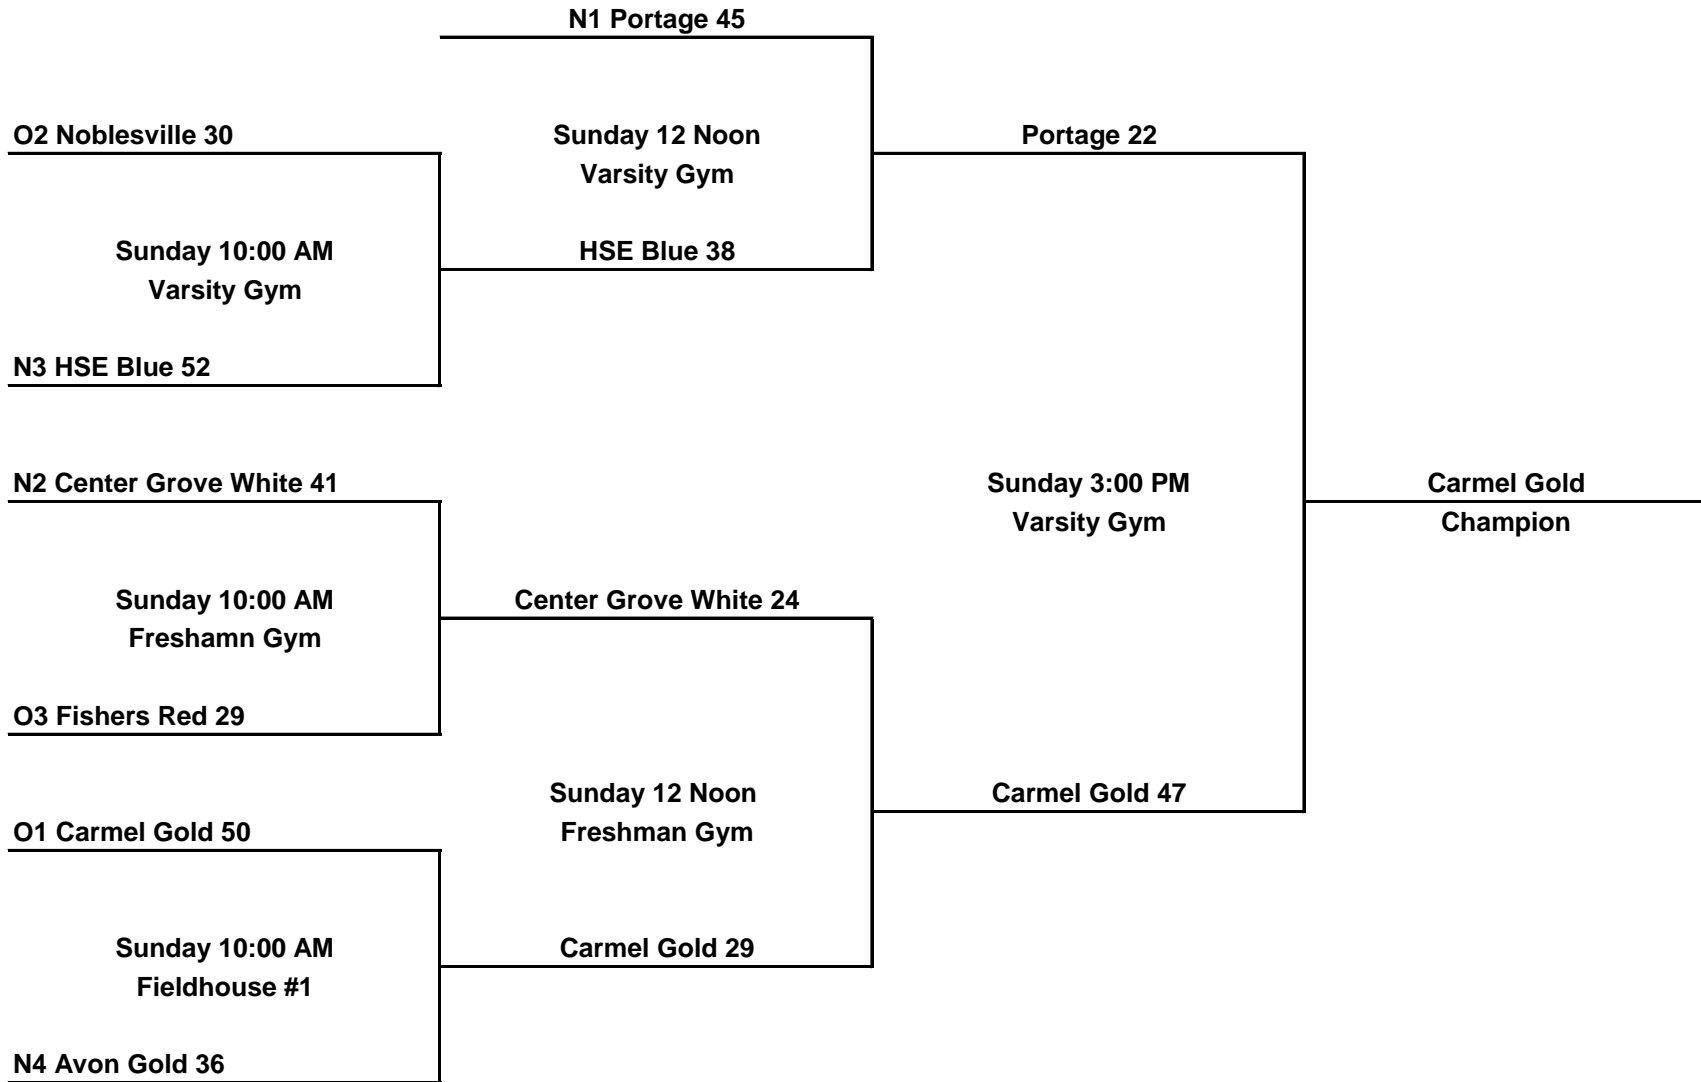 N1 Portage 45
O2 Noblesville 30
Sunday 12 Noon
Varsity Gym
Portage 22
Sunday 10:00 AM
Varsity Gym
HSE Blue 38
N3 HSE Blue 52
N2 Center Grove White 41
Sunday 3:00 PM
Varsity Gym
Carmel Gold
Champion
Sunday 10:00 AM
Freshamn Gym
Center Grove White 24
O3 Fishers Red 29
Sunday 12 Noon
Freshman Gym
Carmel Gold 47
O1 Carmel Gold 50
Sunday 10:00 AM
Fieldhouse #1
Carmel Gold 29
N4 Avon Gold 36